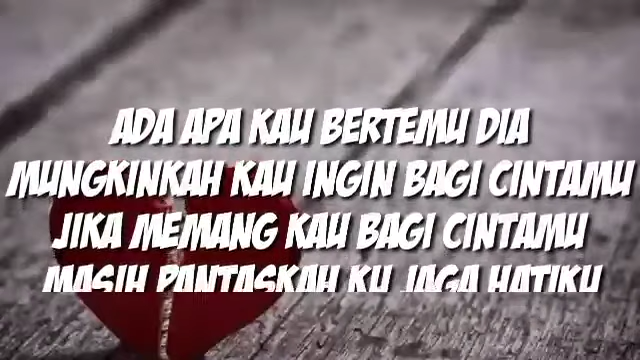 ADA APA KAU BERTEMU DIA
MUNGKINKAH KAU INGIN BAGI CINTAMU
JIKA MEMANG KAU BAGI CINTAMU
MASIH PANTASKAH KU JAGA HATIKU